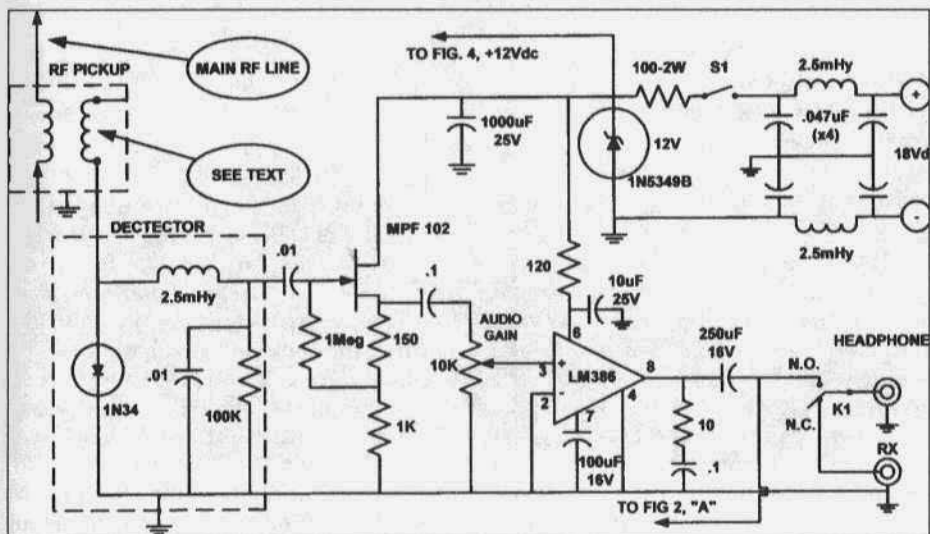 TO FIG. 4, +12Vdc
MAIN RF LINE
RF PICKUP
SEE TEXT
100-2W
S1
2.5mHy
+
.047uF
(x4)
18Vd
-
2.5mHy
1000uF
25V
12V
1N5349B
DECTECTOR
MPF 102
.01
2.5mHy
.1
120
10uF
25V
1Meg
150
AUDIO
GAIN
10K
6
3
+
LM386
8
2
-
4
7
250uF
16V
HEADPHONE
N.O.
K1
N.C.
1N34
.01
100K
1K
100uF
16V
10
.1
RX
TO FIG 2, "A"